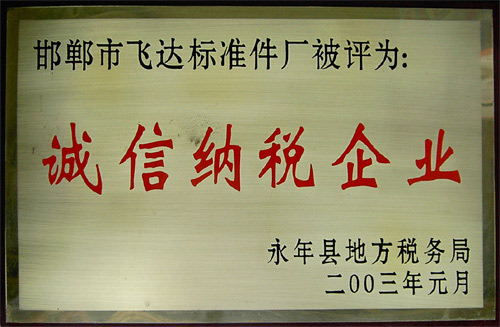 邯郸市飞达标准件厂被评为:
诚信纳税企业
永年县地方税务局
二00三年元月